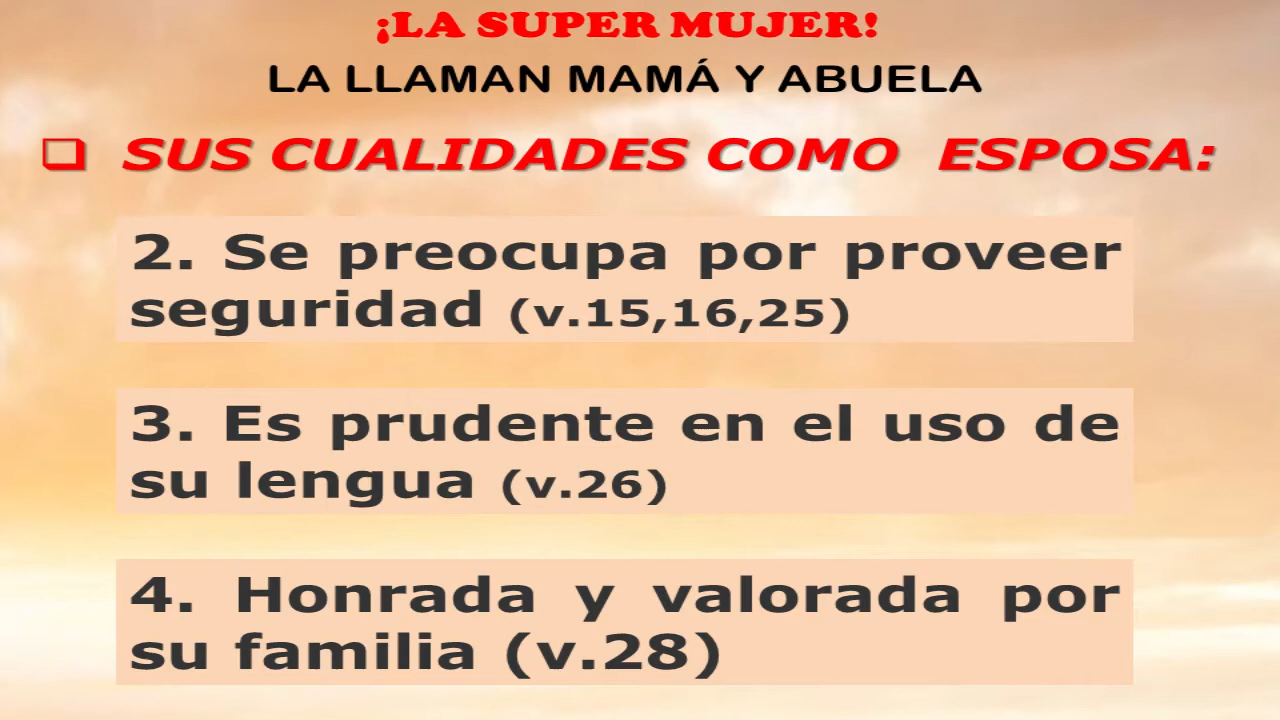 ¡LA SUPER MUJER!
LA LLAMAN MAMÁ Y ABUELA
❑ SUS CUALIDADES COMO ESPOSA:
2. Se preocupa por proveer
seguridad (v.15,16,25)
3. Es prudente en el uso de
su lengua (v.26)
4. Honrada y valorada por
su familia (v.28)